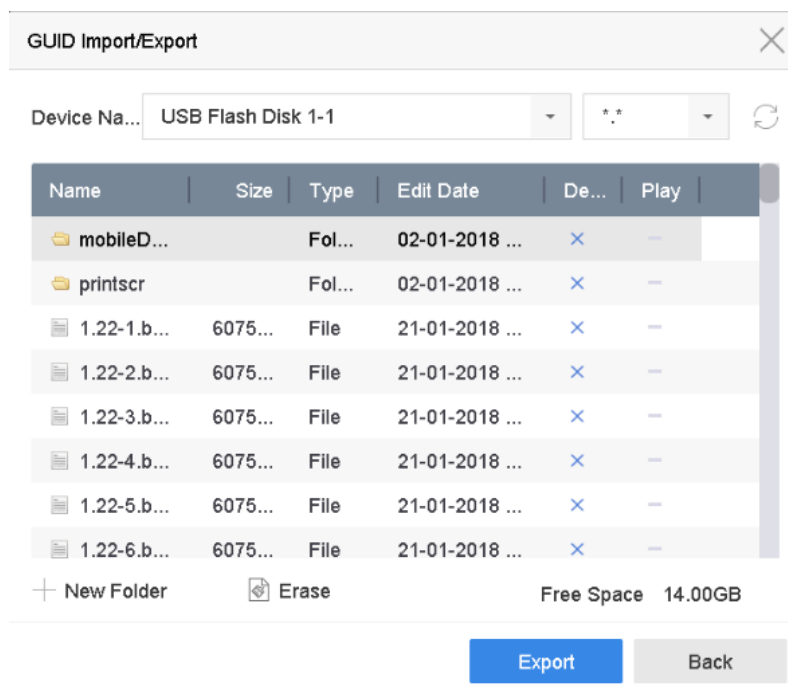 GUID Import/Export
Device Na... USB Flash Disk 1-1 *.*
Name Size Type Edit Date De... Play
mobileD... Fol... 02-01-2018 ...
printscr Fol... 02-01-2018 ...
1.22-1.b... 6075... File 21-01-2018 ...
1.22-2.b... 6075... File 21-01-2018 ...
1.22-3.b... 6075... File 21-01-2018 ...
1.22-4.b... 6075... File 21-01-2018 ...
1.22-5.b... 6075... File 21-01-2018 ...
1.22-6.b... 6075... File 21-01-2018 ...
New Folder Erase Free Space 14.00GB
Export Back